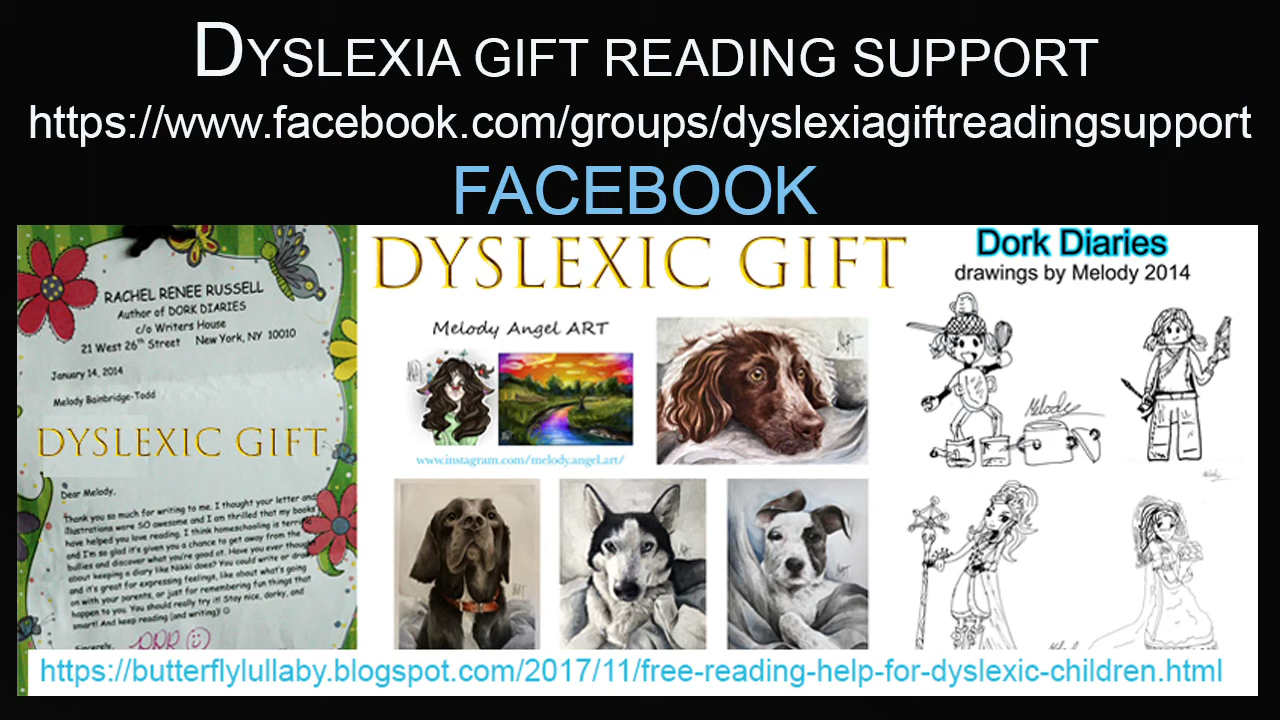 DYSLEXIA GIFT READING SUPPORT
https://www.facebook.com/groups/dyslexiagiftreadingsupport
FACEBOOK
RACHEL RENEE RUSSELL
Author of DORK DIARIES
c/o Writers House
21 West 26th Street New York, NY 10010
January 14, 2014
Melody Bainbridge-Todd
DYSLEXIC GIFT
Dear Melody,
Thank you so much for writing to me. I thought your letter and
illustrations were SO awesome and I am thrilled that my books
have helped you love reading. I think homeschooling is
and I'm so glad it's given you a chance to get away from the
bullies and discover what you're good at. Have you ever
about keeping a diary like Nikki does? You could write or
and it's great for expressing feelings, like about what's going
on with your parents, or just for remembering fun things that
happen to you. You should really try it! Stay nice, dorky, and
smart! And keep reading (and writing)! ☺
Sincerely,
DYSLEXIC GIFT
Melody Angel ART
www.instagram.com/melody.angel.art/
Dork Diaries
drawings by Melody 2014
Melody
https://butterflylullaby.blogspot.com/2017/11/free-reading-help-for-dyslexic-children.html